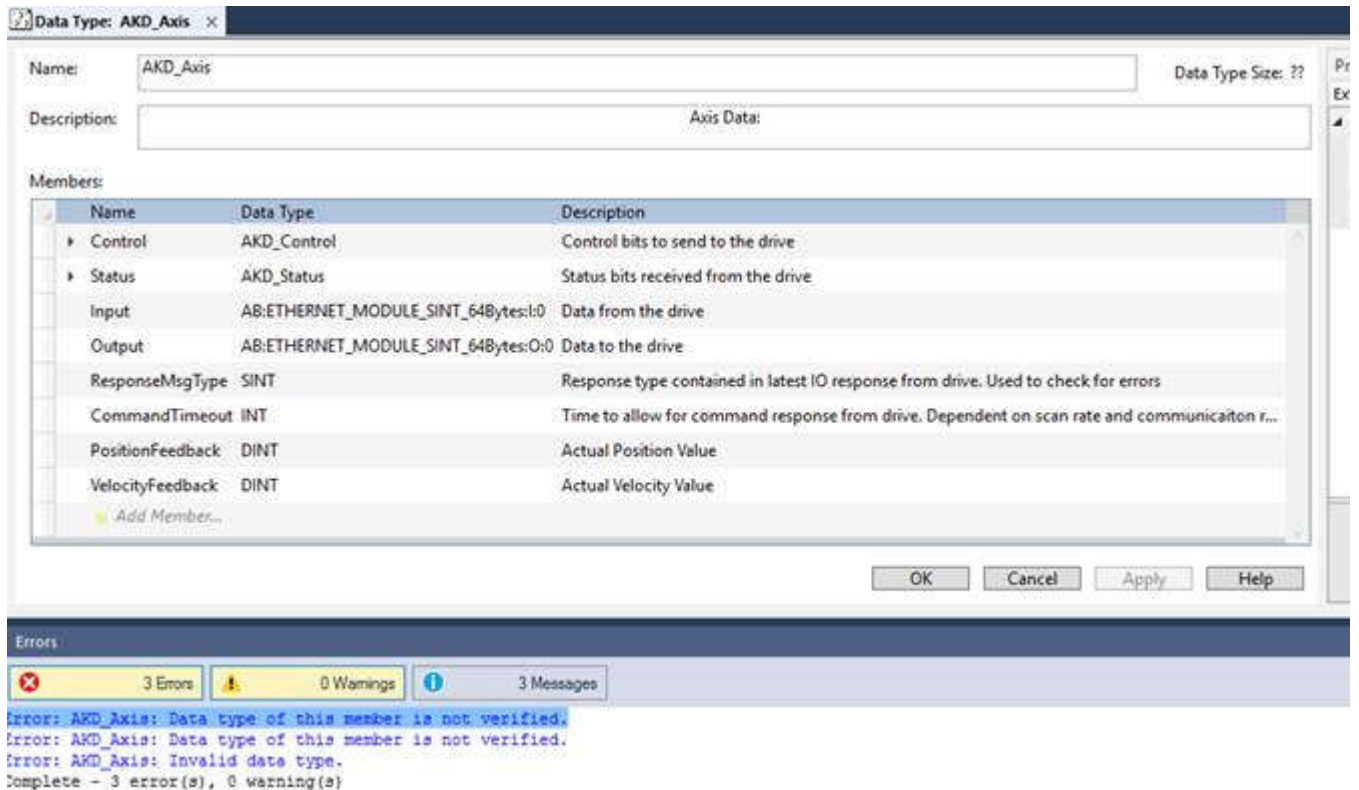 Data Type: AKD_Axis ×
Name: AKD_Axis Data Type Size: ?? Pr
Ex
Description: Axis Data:
Members:
Name Data Type Description
Control AKD_Control Control bits to send to the drive
Status AKD_Status Status bits received from the drive
Input AB:ETHERNET_MODULE_SINT_64Bytes:I:0 Data from the drive
Output AB:ETHERNET_MODULE_SINT_64Bytes:O:0 Data to the drive
ResponseMsgType SINT Response type contained in latest IO response from drive. Used to check for errors
CommandTimeout INT Time to allow for command response from drive. Dependent on scan rate and communicaiton r...
PositionFeedback DINT Actual Position Value
VelocityFeedback DINT Actual Velocity Value
Add Member...
OK Cancel Apply Help
Errors
3 Errors 0 Warnings 3 Messages
Error: AKD_Axis: Data type of this member is not verified.
Error: AKD_Axis: Data type of this member is not verified.
Error: AKD_Axis: Invalid data type.
Complete - 3 error(s), 0 warning(s)